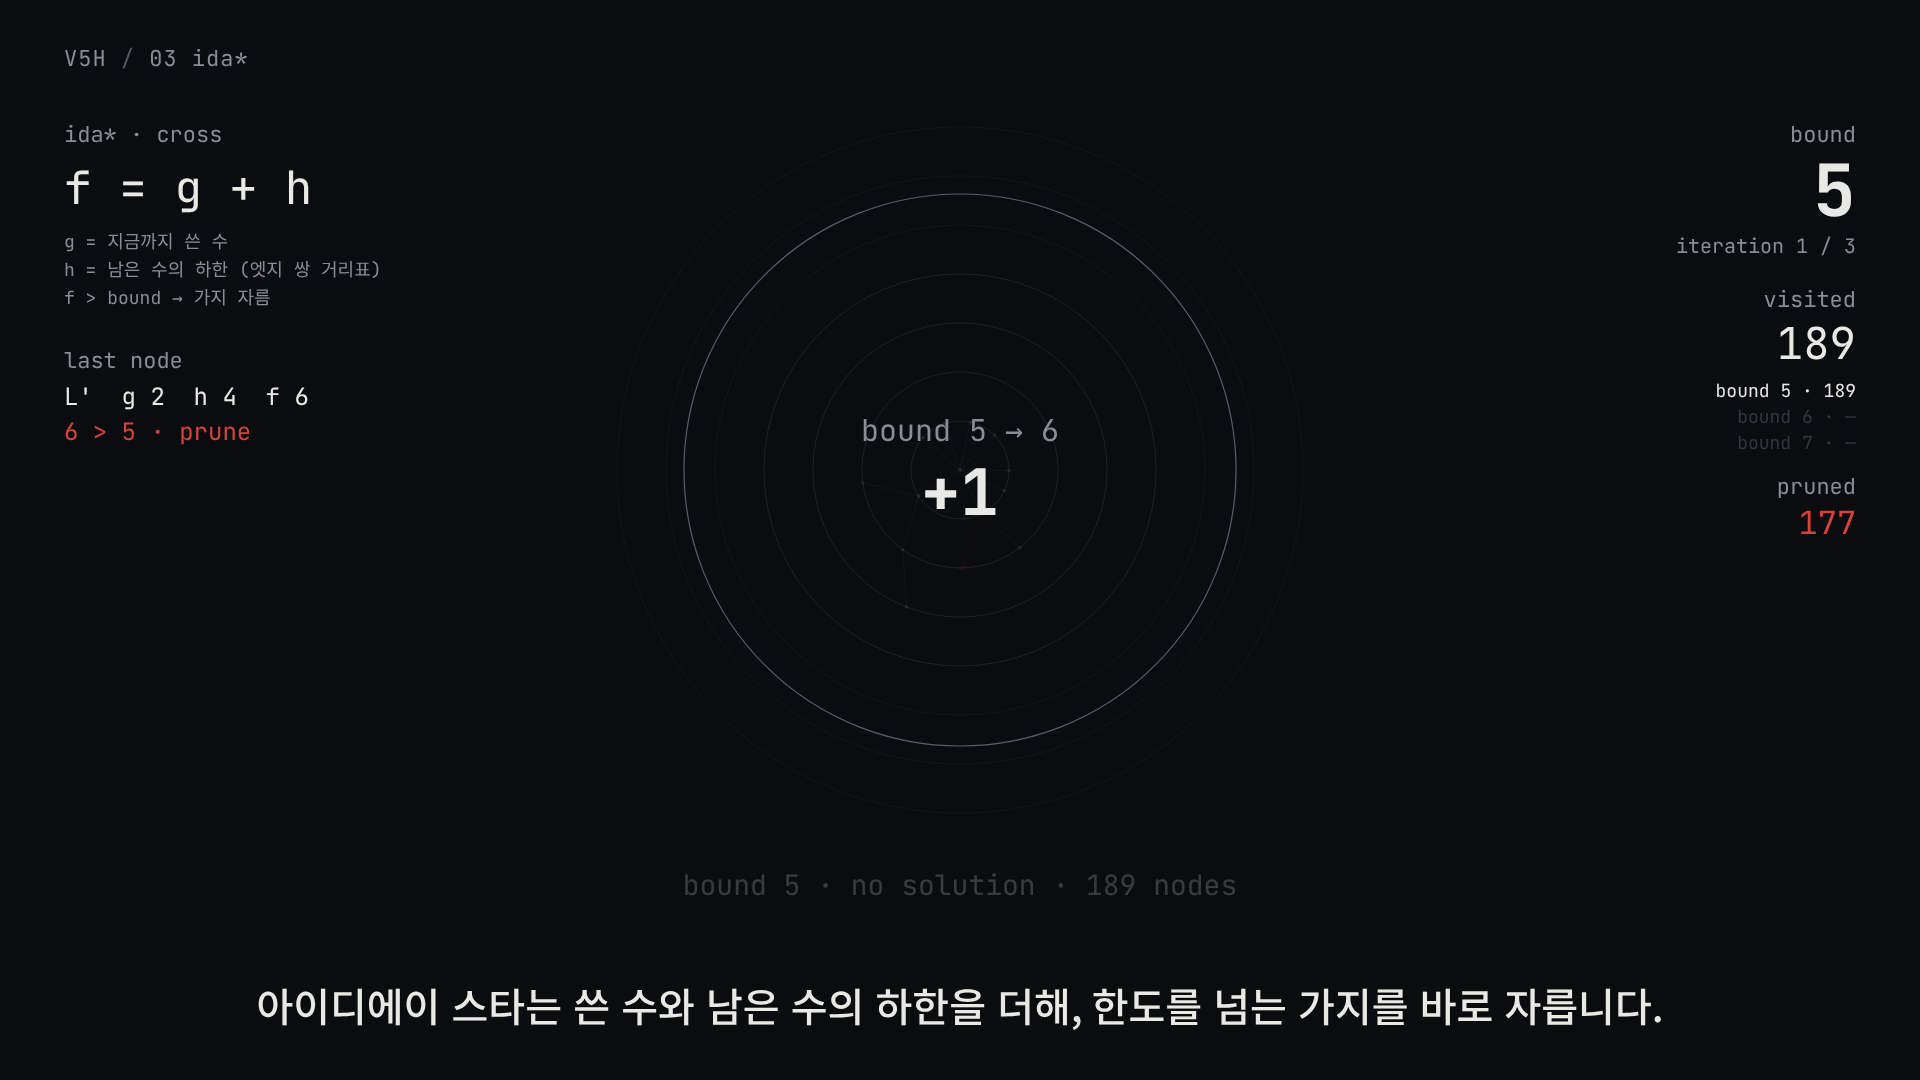 V5H / 03 ida*
ida* · cross
f = g + h
g = 지금까지 쓴 수
h = 남은 수의 하한 (엣지 쌍 거리표)
f > bound → 가지 자름
last node
L' g 2 h 4 f 6
6 > 5 · prune
bound
5
iteration 1 / 3
visited
189
bound 5 · 189
bound 6 · —
bound 7 · —
pruned
177
bound 5 → 6
+1
bound 5 · no solution · 189 nodes
아이디에이 스타는 쓴 수와 남은 수의 하한을 더해, 한도를 넘는 가지를 바로 자릅니다.